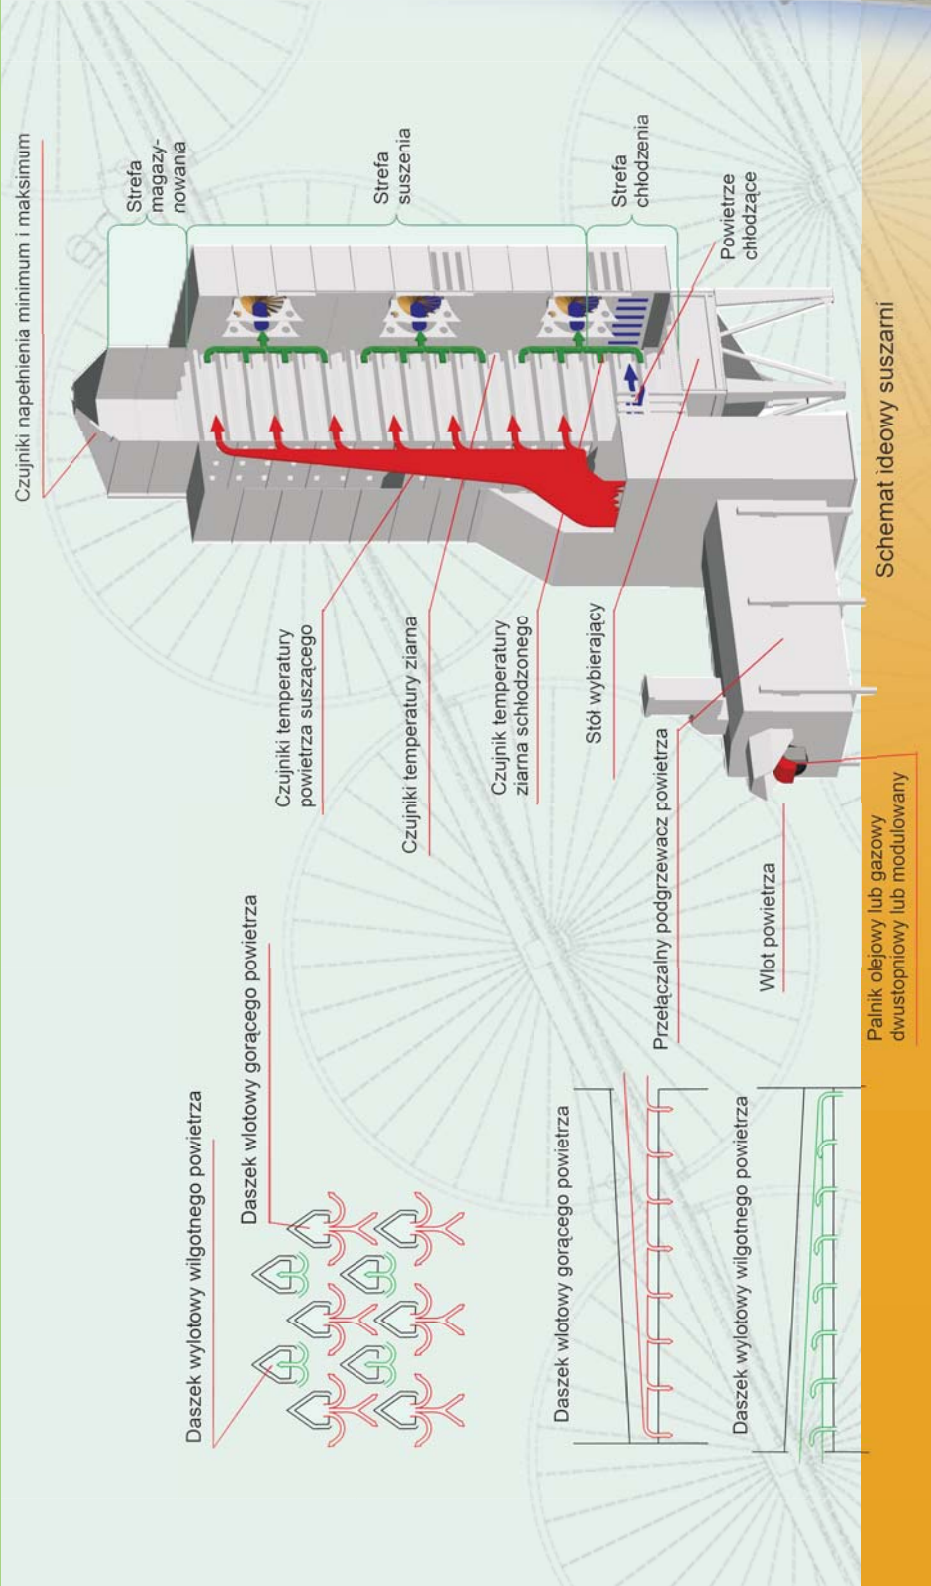 Czujniki napełnienia minimum i maksimum
Strefa
magazy-
nowana
Strefa
suszenia
Strefa
chłodzenia
Powietrze
chłodzące
Czujniki temperatury
powietrza suszącego
Czujniki temperatury ziarna
Czujnik temperatury
ziarna schłodzonego
Stół wybierający
Przełączalny podgrzewacz powietrza
Wlot powietrza
Palnik olejowy lub gazowy
dwustopniowy lub modulowany
Schemat ideowy suszarni
Daszek wylotowy wilgotnego powietrza
Daszek wlotowy gorącego powietrza
Daszek wlotowy gorącego powietrza
Daszek wylotowy wilgotnego powietrza